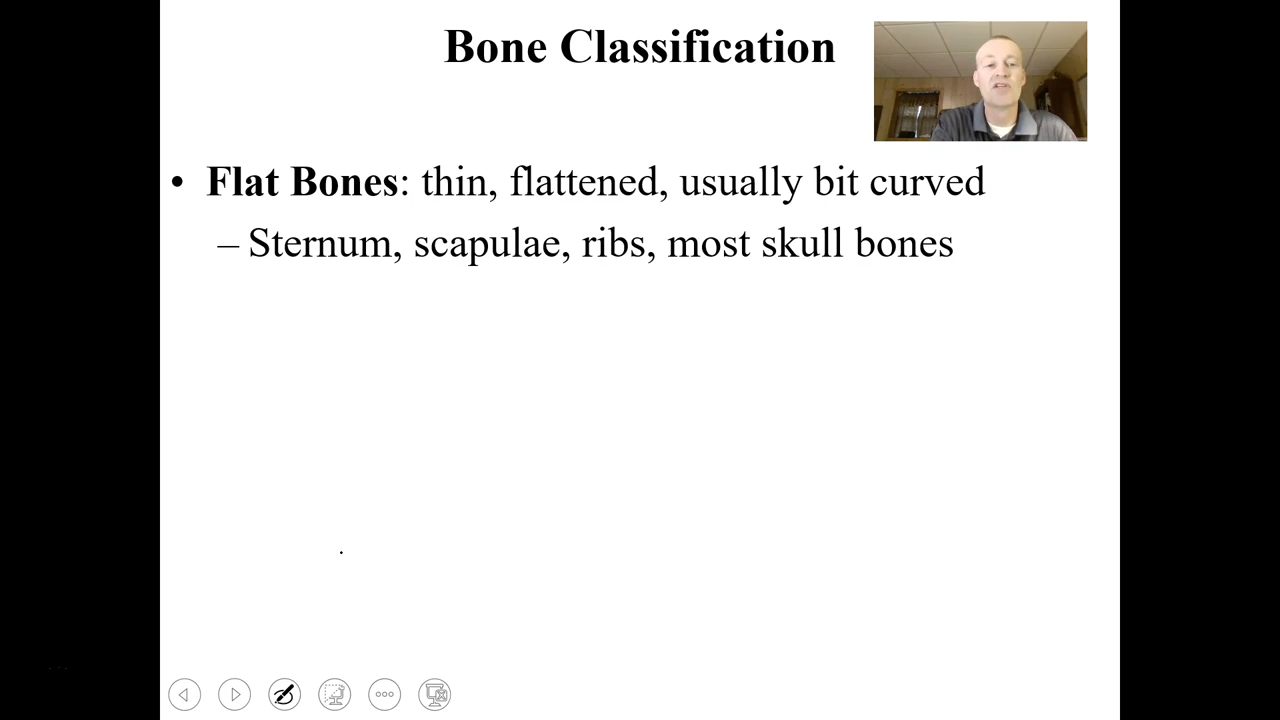 Bone Classification
• Flat Bones: thin, flattened, usually bit curved
– Sternum, scapulae, ribs, most skull bones